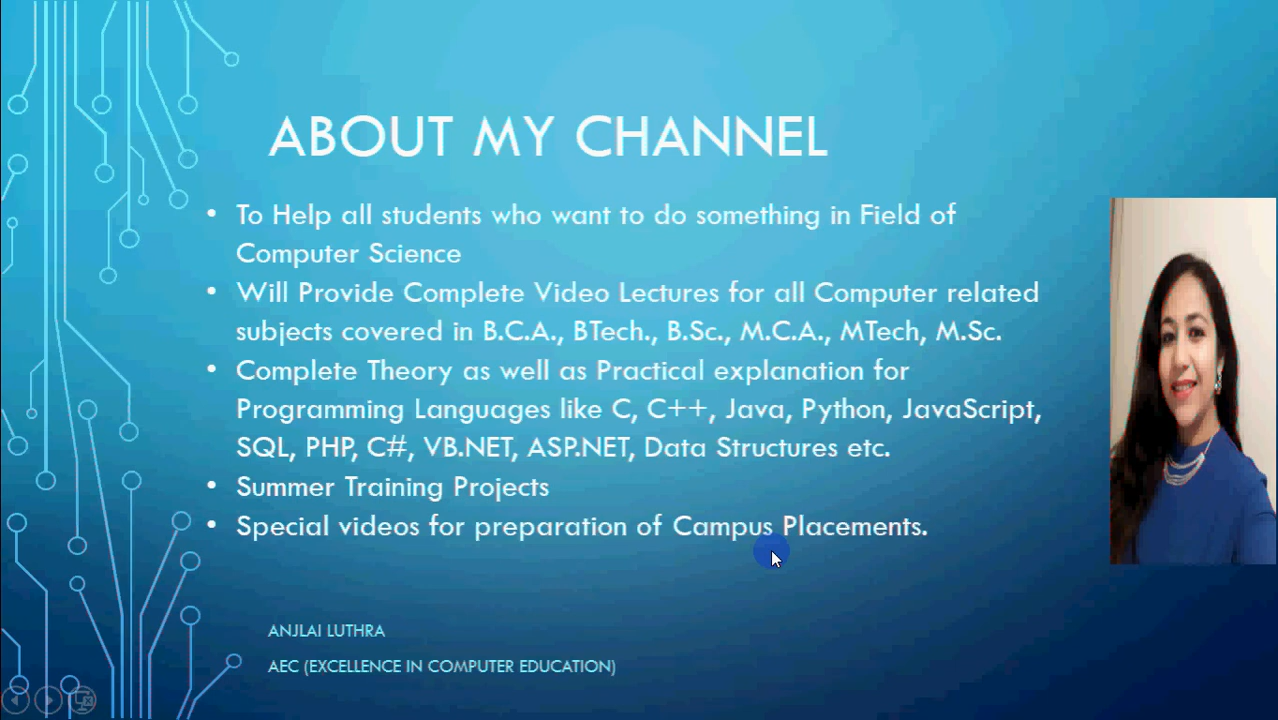 ABOUT MY CHANNEL
• To Help all students who want to do something in Field of
Computer Science
• Will Provide Complete Video Lectures for all Computer related
subjects covered in B.C.A., BTech., B.Sc., M.C.A., MTech, M.Sc.
• Complete Theory as well as Practical explanation for
Programming Languages like C, C++, Java, Python, JavaScript,
SQL, PHP, C#, VB.NET, ASP.NET, Data Structures etc.
• Summer Training Projects
• Special videos for preparation of Campus Placements.
ANJLAI LUTHRA
AEC (EXCELLENCE IN COMPUTER EDUCATION)